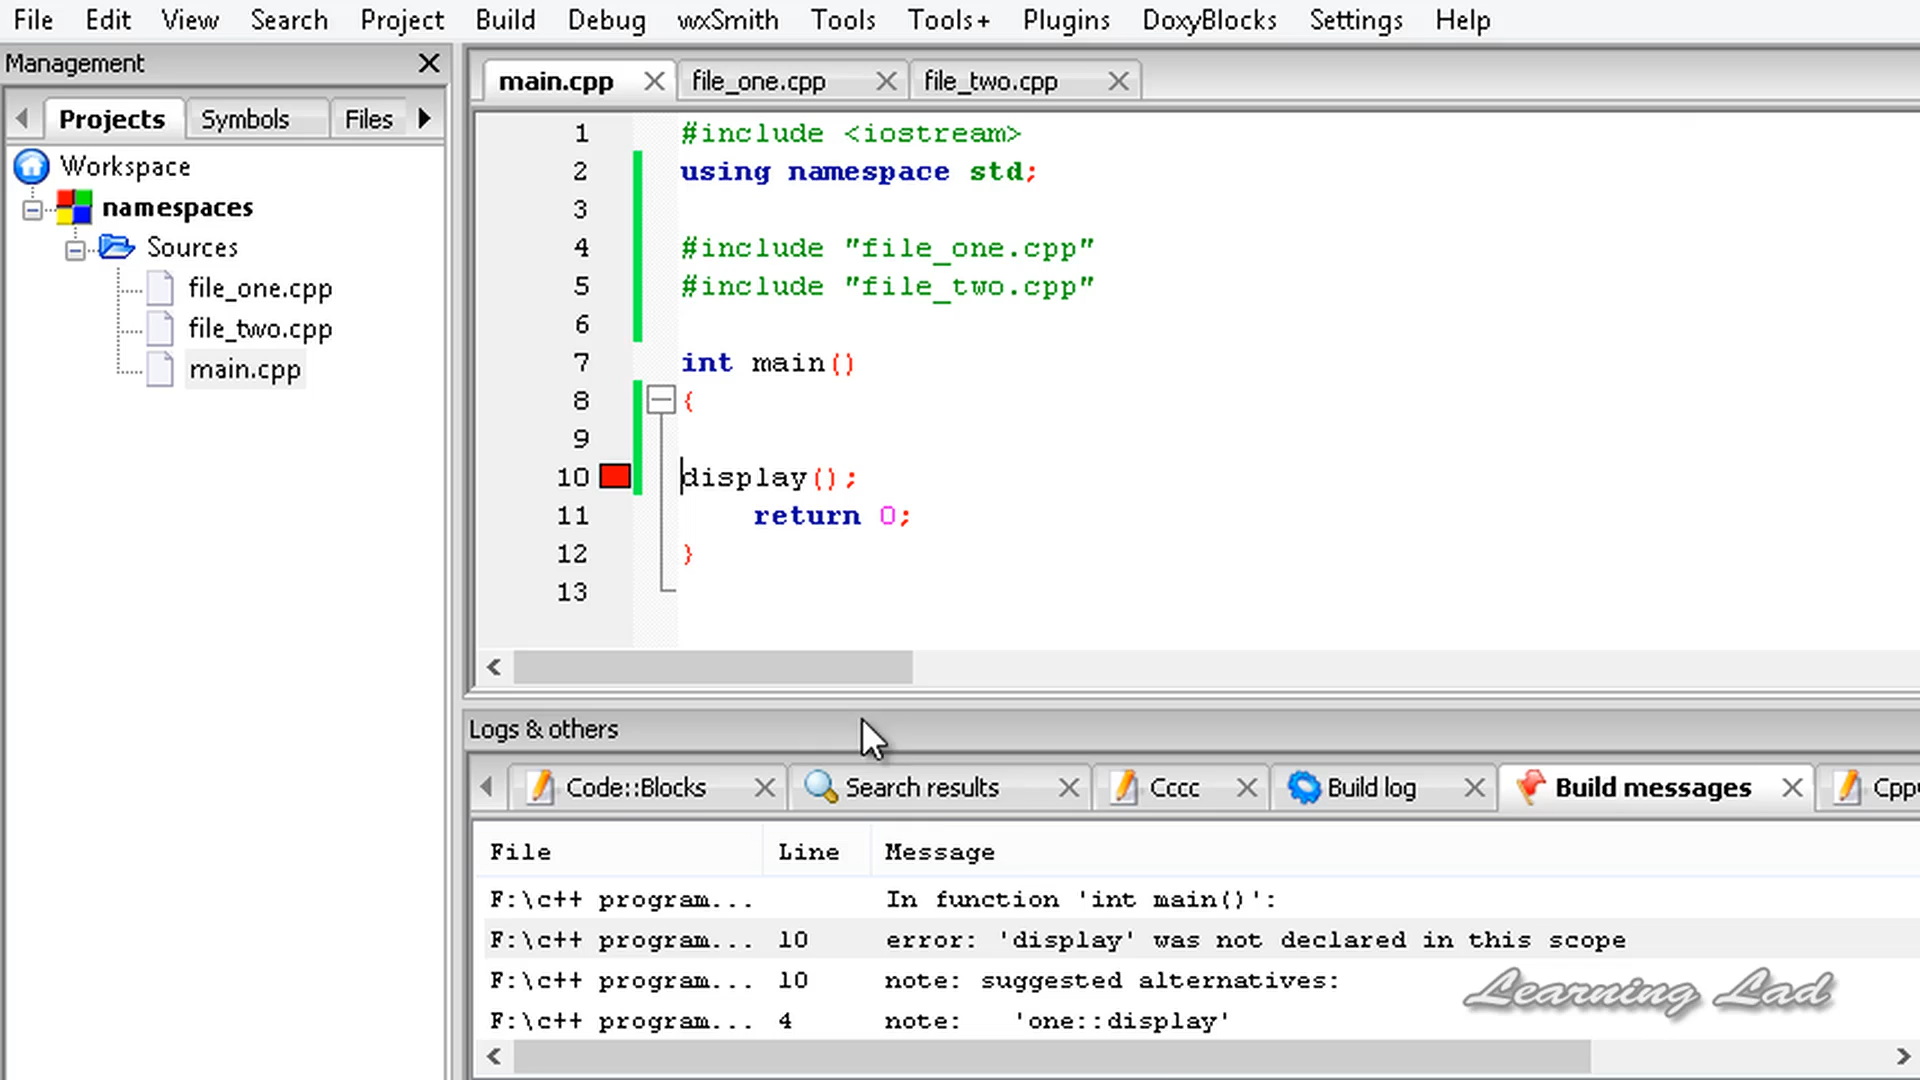 File Edit View Search Project Build Debug wxSmith Tools Tools+ Plugins DoxyBlocks Settings Help
Management
Projects Symbols Files
Workspace
namespaces
Sources
file_one.cpp
file_two.cpp
main.cpp
main.cpp file_one.cpp file_two.cpp
1 #include <iostream>
2 using namespace std;
3
4 #include "file_one.cpp"
5 #include "file_two.cpp"
6
7 int main()
8 {
9
10 display();
11 return 0;
12 }
13
Logs & others
Code::Blocks Search results Cccc Build log Build messages
File Line Message
F:\c++ program... In function 'int main()':
F:\c++ program... 10 error: 'display' was not declared in this scope
F:\c++ program... 10 note: suggested alternatives:
F:\c++ program... 4 note: 'one::display'
Learning Lad